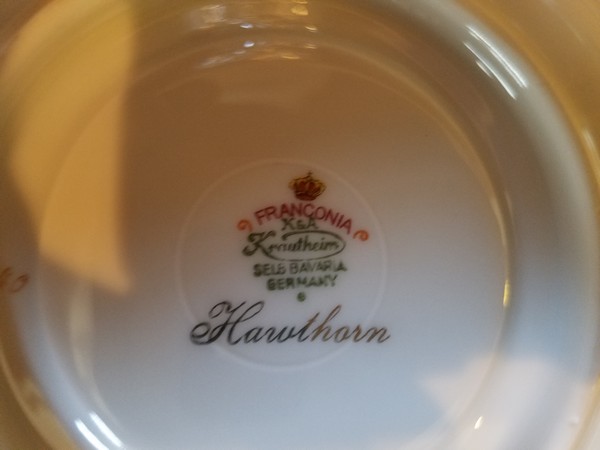 FRANCONIA
K&A
Krautheim
SELB BAVARIA
GERMANY
Hawthorn